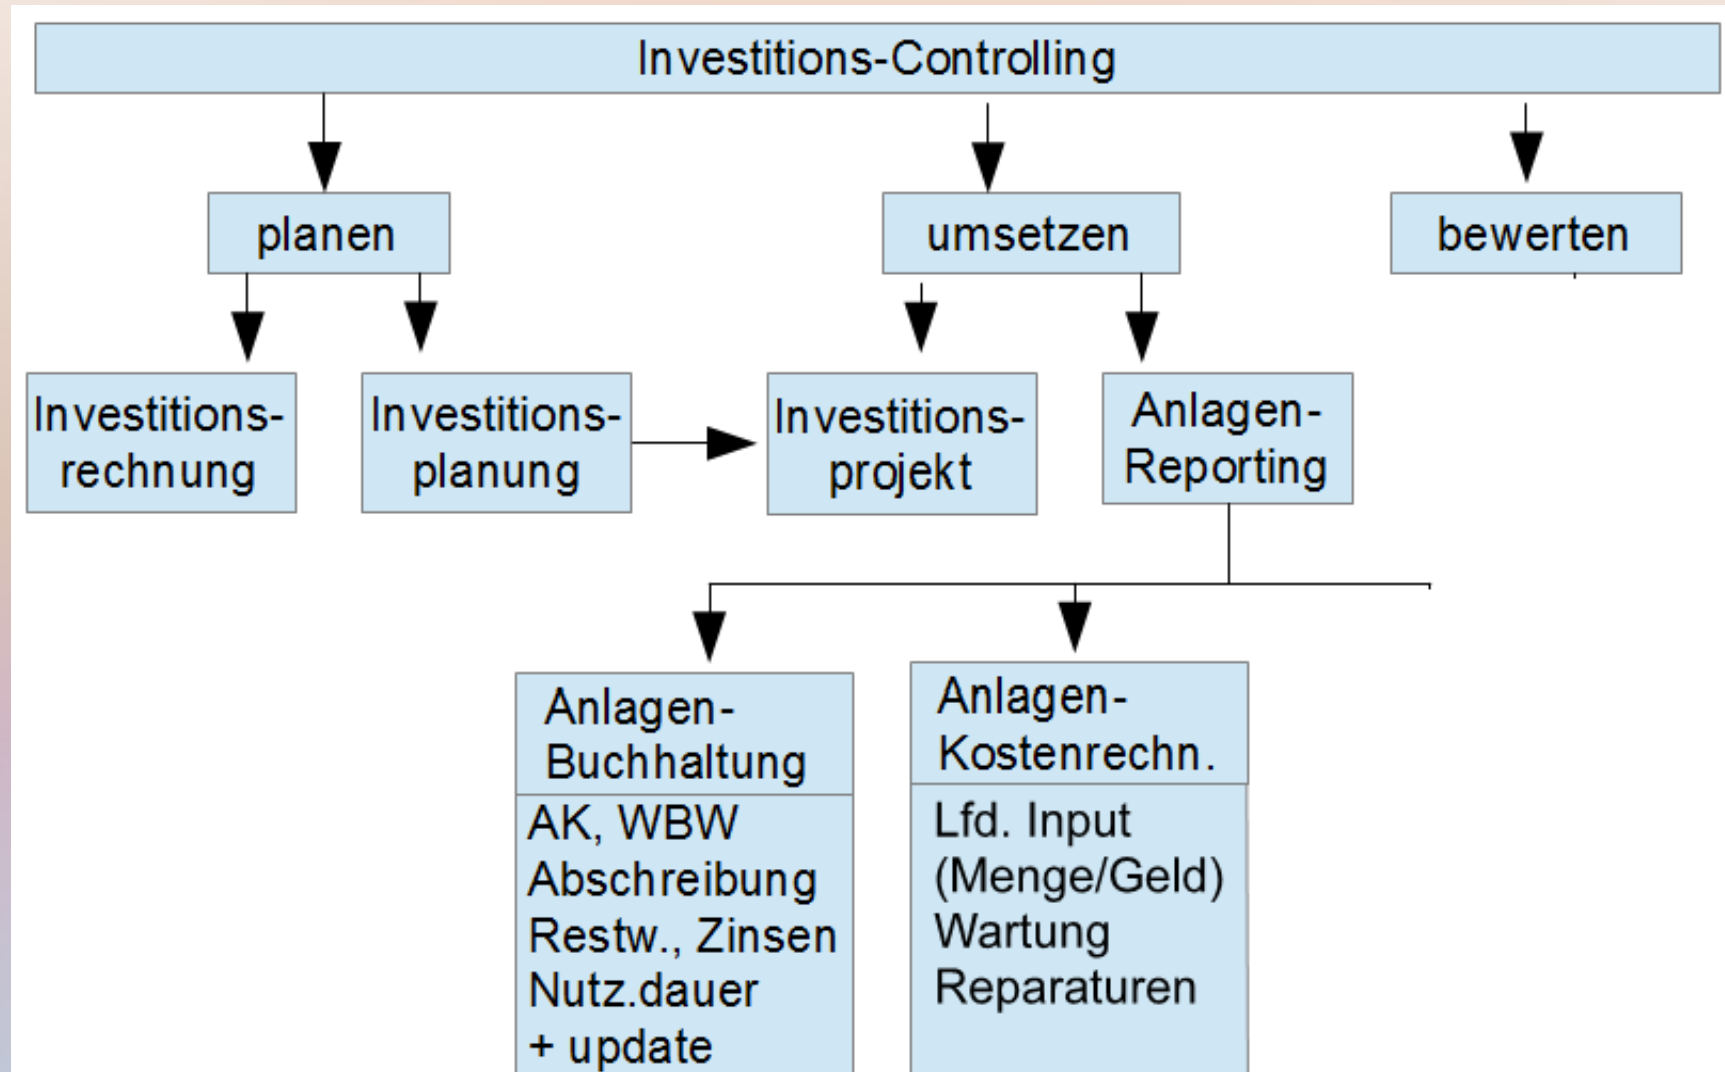 Investitions-Controlling
planen
umsetzen
bewerten
Investitions-
rechnung
Investitions-
planung
Investitions-
projekt
Anlagen-
Reporting
Anlagen-
Buchhaltung
AK, WBW
Abschreibung
Restw., Zinsen
Nutz.dauer
+ update
Anlagen-
Kostenrechn.
Lfd. Input
(Menge/Geld)
Wartung
Reparaturen